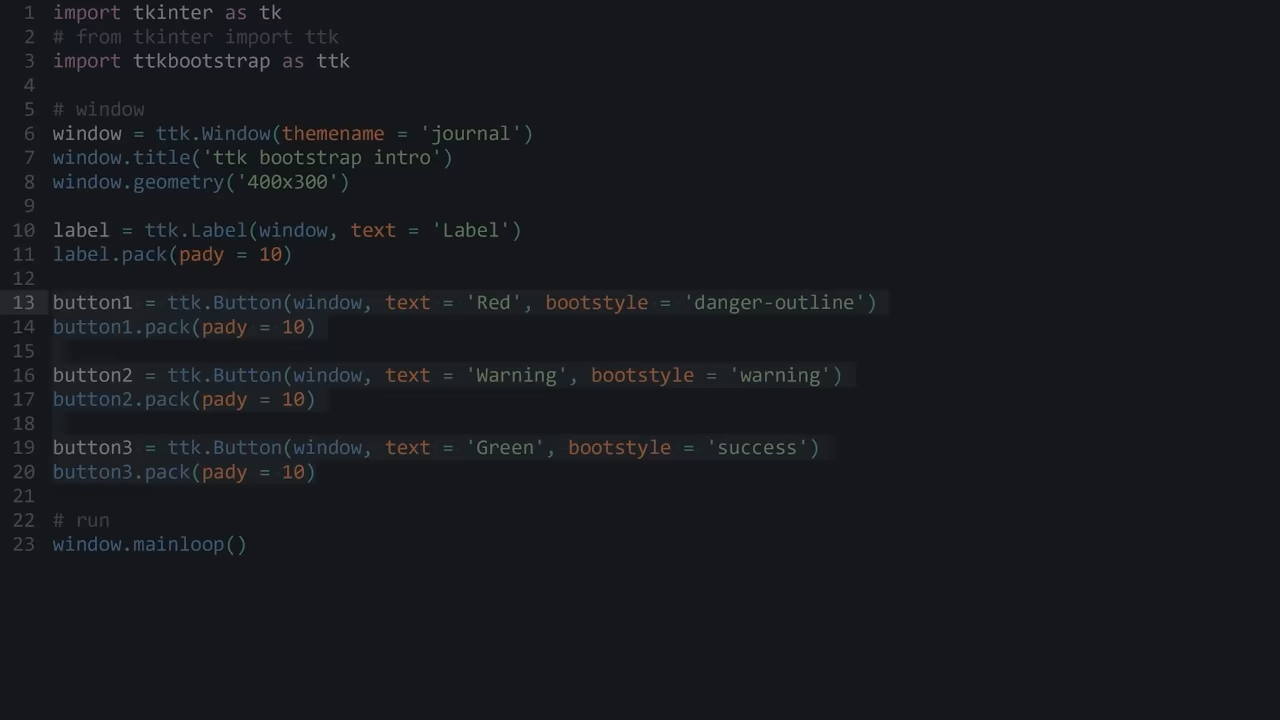 1 import tkinter as tk
2 # from tkinter import ttk
3 import ttkbootstrap as ttk
4
5 # window
6 window = ttk.Window(themename = 'journal')
7 window.title('ttk bootstrap intro')
8 window.geometry('400x300')
9
10 label = ttk.Label(window, text = 'Label')
11 label.pack(pady = 10)
12
13 button1 = ttk.Button(window, text = 'Red', bootstyle = 'danger-outline')
14 button1.pack(pady = 10)
15
16 button2 = ttk.Button(window, text = 'Warning', bootstyle = 'warning')
17 button2.pack(pady = 10)
18
19 button3 = ttk.Button(window, text = 'Green', bootstyle = 'success')
20 button3.pack(pady = 10)
21
22 # run
23 window.mainloop()